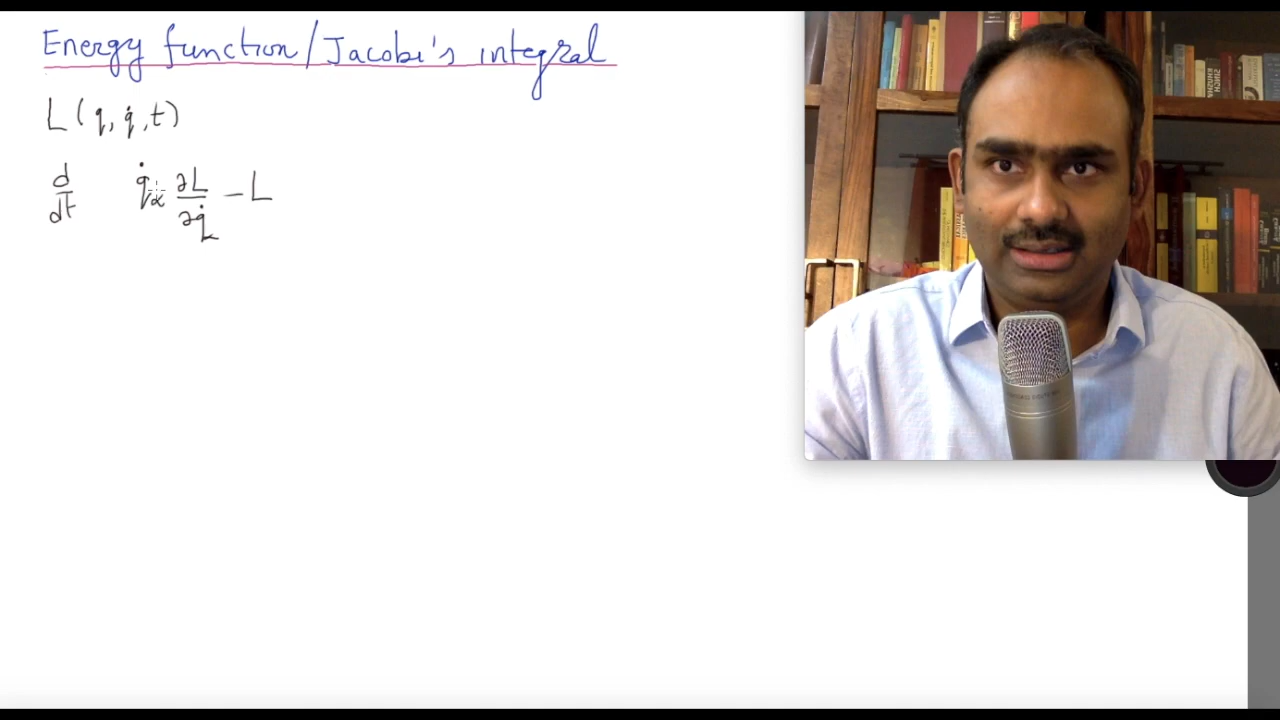 Energy function/Jacobi's integral
L(q, q̇, t)
d/dt q̇α ∂L/∂q̇ - L